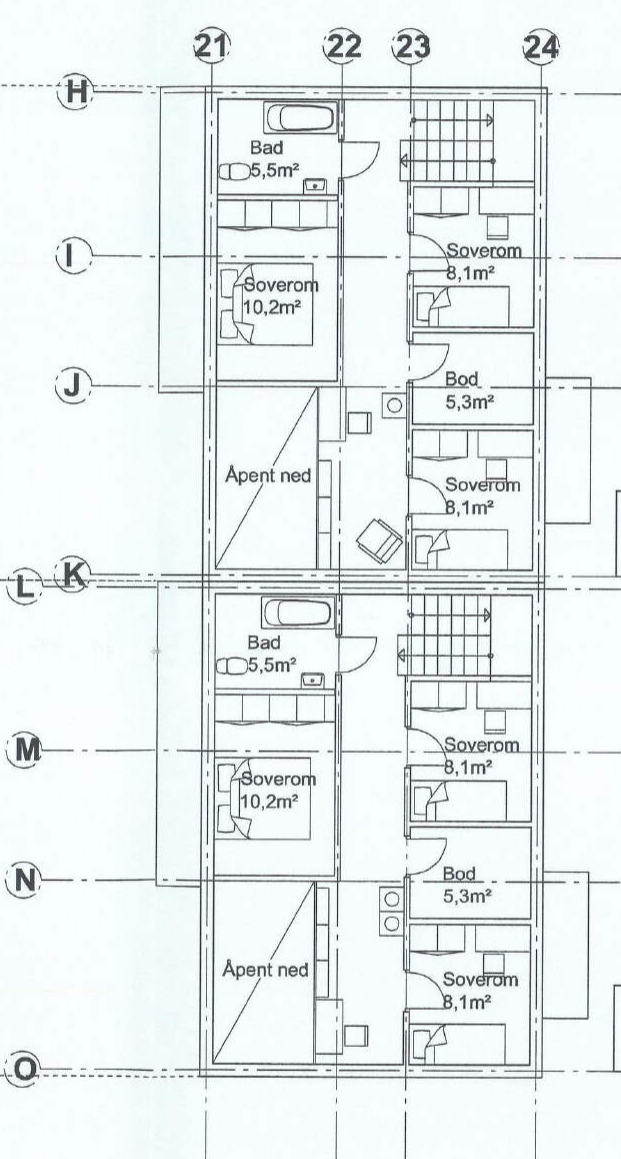 21 22 23 24
H
Bad
5,5m²
I
Soverom
8,1m²
Soverom
10,2m²
J
Bod
5,3m²
Åpent ned
Soverom
8,1m²
K
L
Bad
5,5m²
M
Soverom
8,1m²
Soverom
10,2m²
N
Bod
5,3m²
Åpent ned
Soverom
8,1m²
O